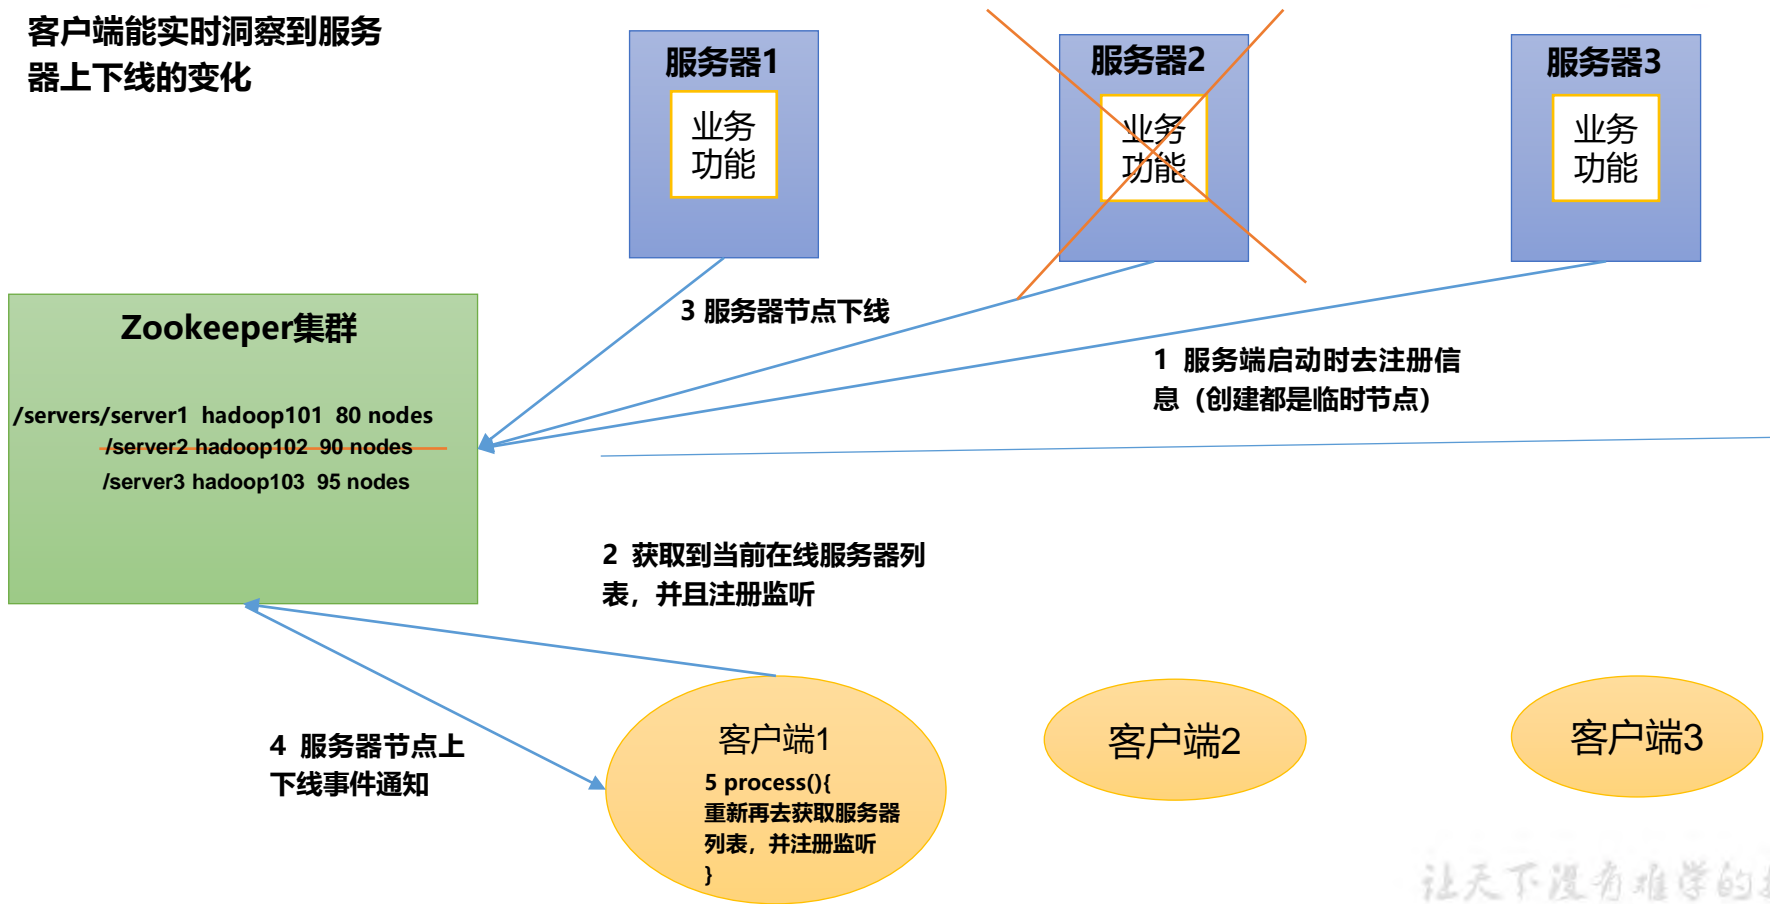 客户端能实时洞察到服务
器上下线的变化
服务器1
业务
功能
服务器2
业务
功能
服务器3
业务
功能
3 服务器节点下线
Zookeeper集群
1 服务端启动时去注册信
息（创建都是临时节点）
/servers/server1 hadoop101 80 nodes
/server2 hadoop102 90 nodes
/server3 hadoop103 95 nodes
2 获取到当前在线服务器列
表，并且注册监听
4 服务器节点上
下线事件通知
客户端1
5 process(){
重新再去获取服务器
列表，并注册监听
}
客户端2
客户端3
让天下没有难学的